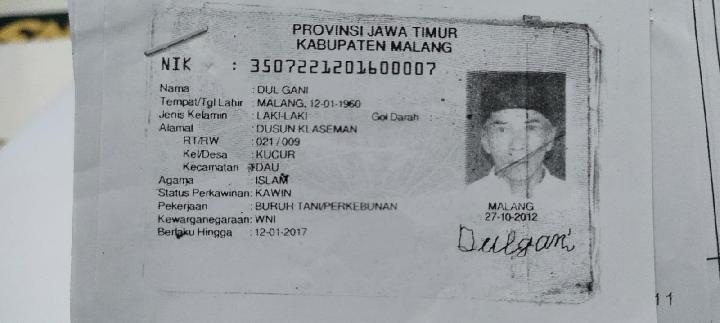 PROVINSI JAWA TIMUR
KABUPATEN MALANG
NIK : 3507221201600007
Nama : DUL GANI
Tempat/Tgl Lahir : MALANG, 12-01-1960
Jenis Kelamin : LAKI-LAKI Gol Darah :
Alamat : DUSUN KLASEMAN
RT/RW : 021 / 009
Kel/Desa : KUCUR
Kecamatan : DAU
Agama : ISLAM
Status Perkawinan: KAWIN
Pekerjaan : BURUH TANI/PERKEBUNAN
Kewarganegaraan: WNI
Berlaku Hingga : 12-01-2017
MALANG
27-10-2012
Dulgani
11